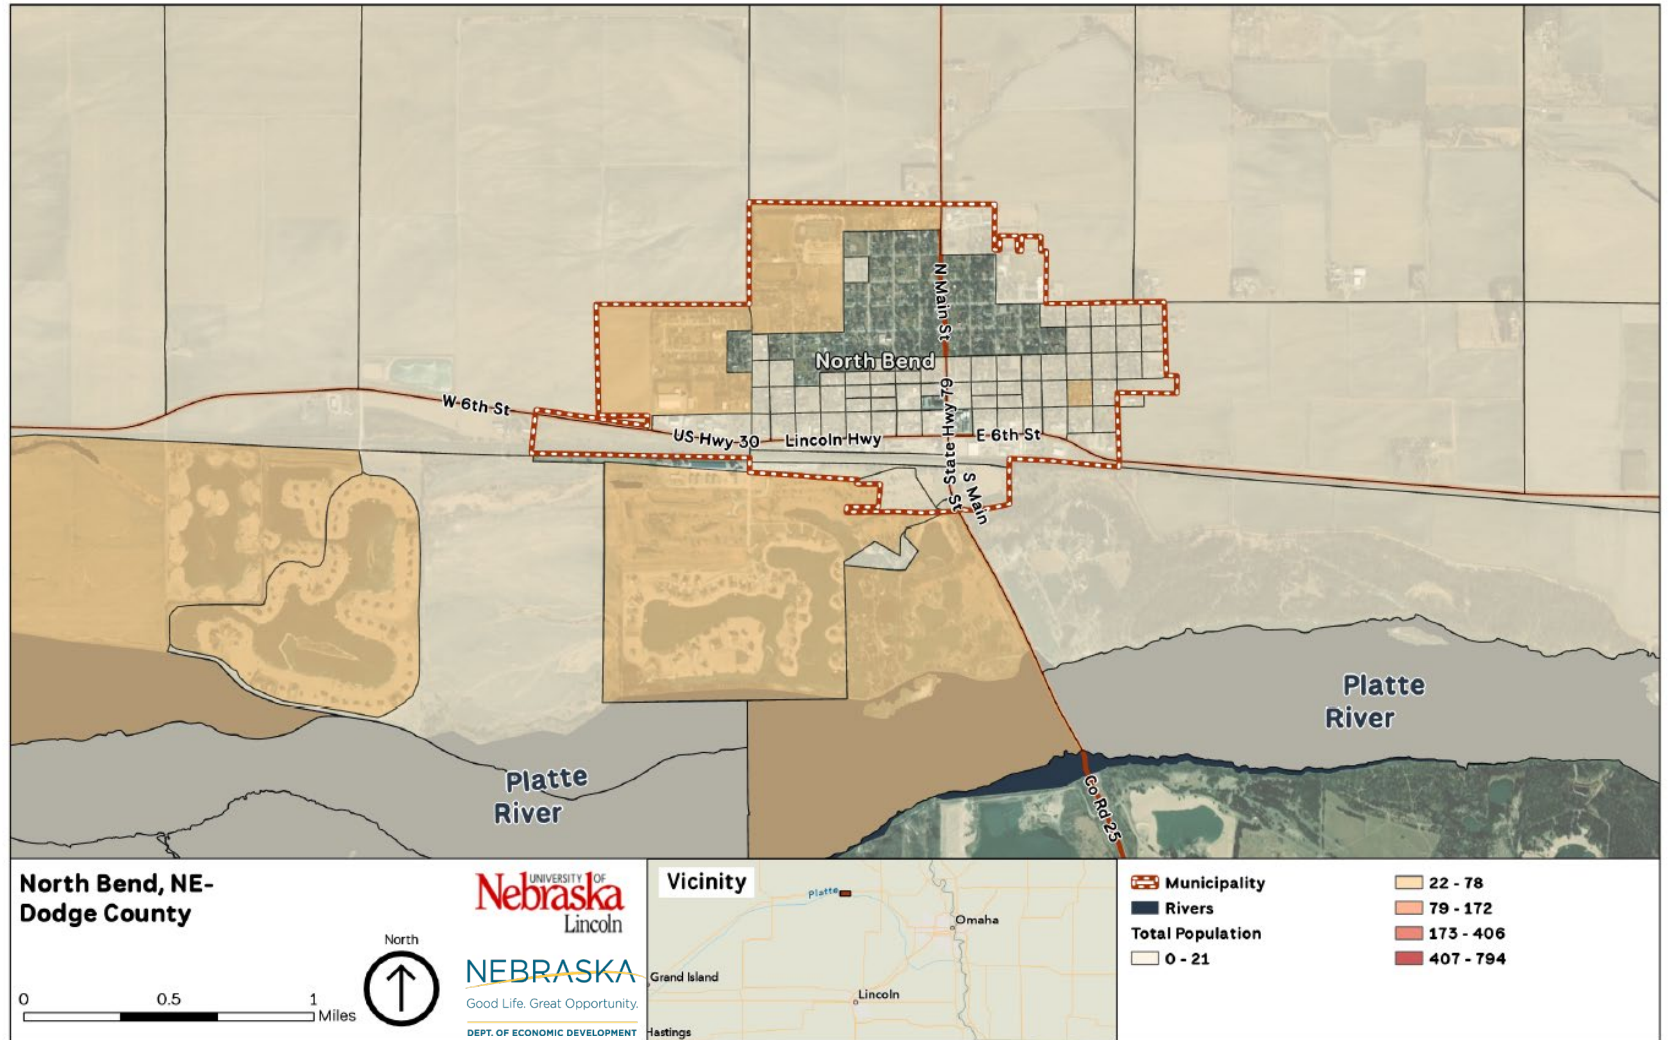 N Main St
North Bend
W 6th St
US Hwy 30
Lincoln Hwy
State Hwy 79
E 6th St
S Main
St
Platte
River
Platte
River
Co Rd 25
North Bend, NE-
Dodge County
North
0
0.5
1
Miles
UNIVERSITY OF
Nebraska
Lincoln
NEBRASKA
Good Life. Great Opportunity.
DEPT. OF ECONOMIC DEVELOPMENT
Vicinity
Platte
Omaha
Grand Island
Lincoln
Hastings
Municipality
Rivers
Total Population
0 - 21
22 - 78
79 - 172
173 - 406
407 - 794